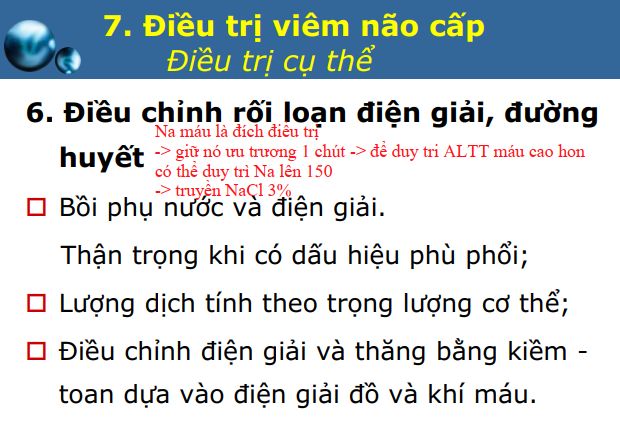 7. Điều trị viêm não cấp
Điều trị cụ thể
6. Điều chỉnh rối loạn điện giải, đường
huyết
Na máu là đích điêu trị
-> giữ nó ưu trương 1 chút -> để duy tri ALTT máu cao hon
có thể duy trì Na lên 150
-> truyền NaCl 3%
Bồi phụ nước và điện giải.
Thận trọng khi có dấu hiệu phù phổi;
Lượng dịch tính theo trọng lượng cơ thể;
Điều chỉnh điện giải và thăng bằng kiềm -
toan dựa vào điện giải đồ và khí máu.